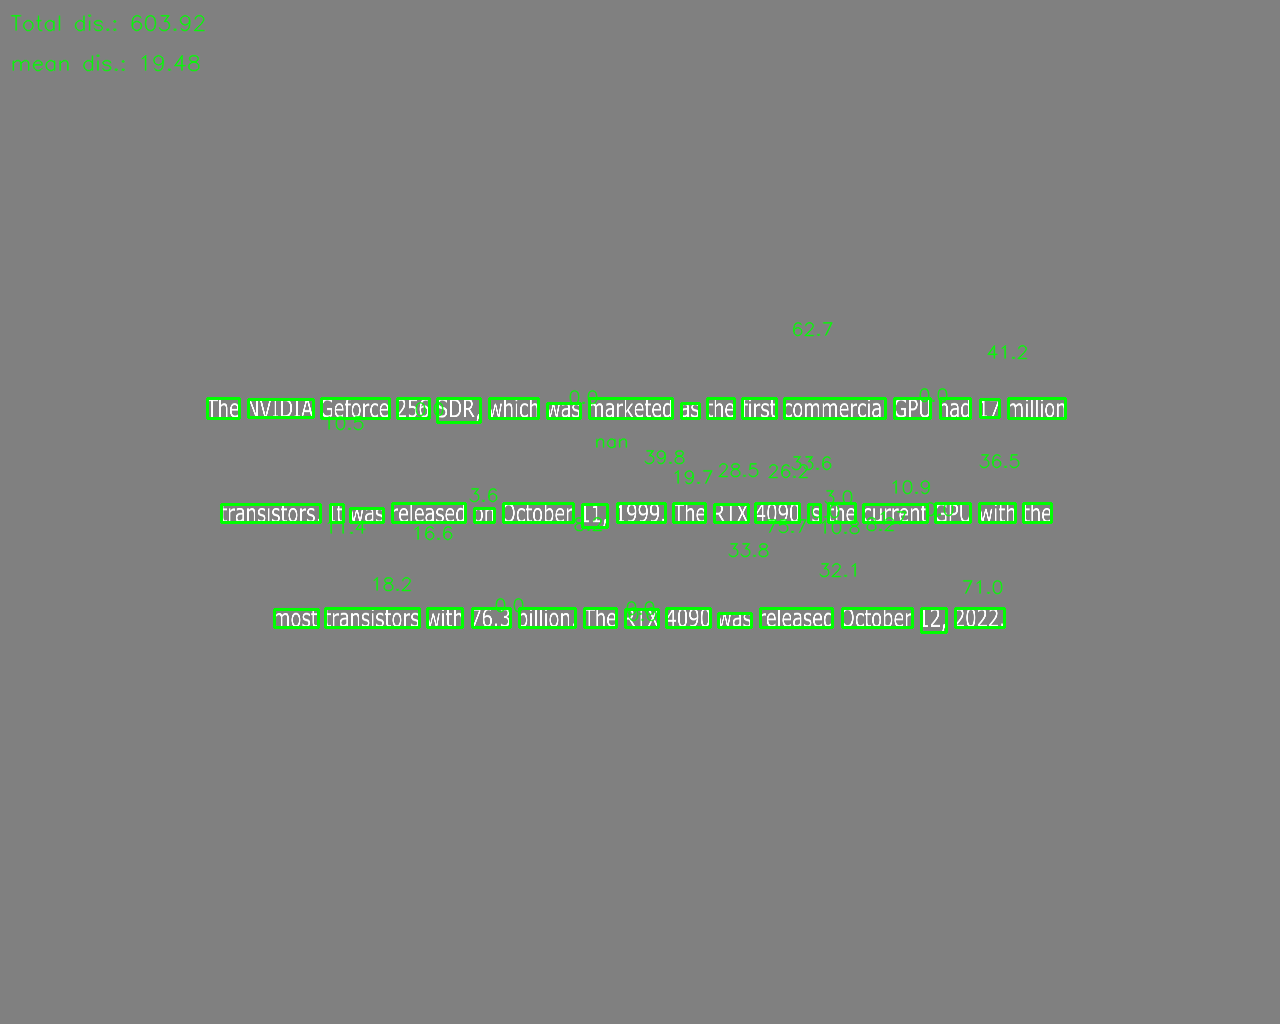 Total dis.: 603.92
mean dis.: 19.48
62.7
41.2
0.0 0.0
The NVIDIA Geforce 256 SDR, which was marketed as the first commercial GPU had 17 million
10.5
nan
39.8 33.6 36.5
19.7 28.5 26.2
3.6 3.0 10.9
transistors. It was released on October 11, 1999. The RTX 4090 is the current GPU with the
11.4 16.6 75.7 10.8
33.8
32.1
18.2 71.0
0.0 0.0
most transistors with 76.3 billion. The RTX 4090 was released October 12, 2022.